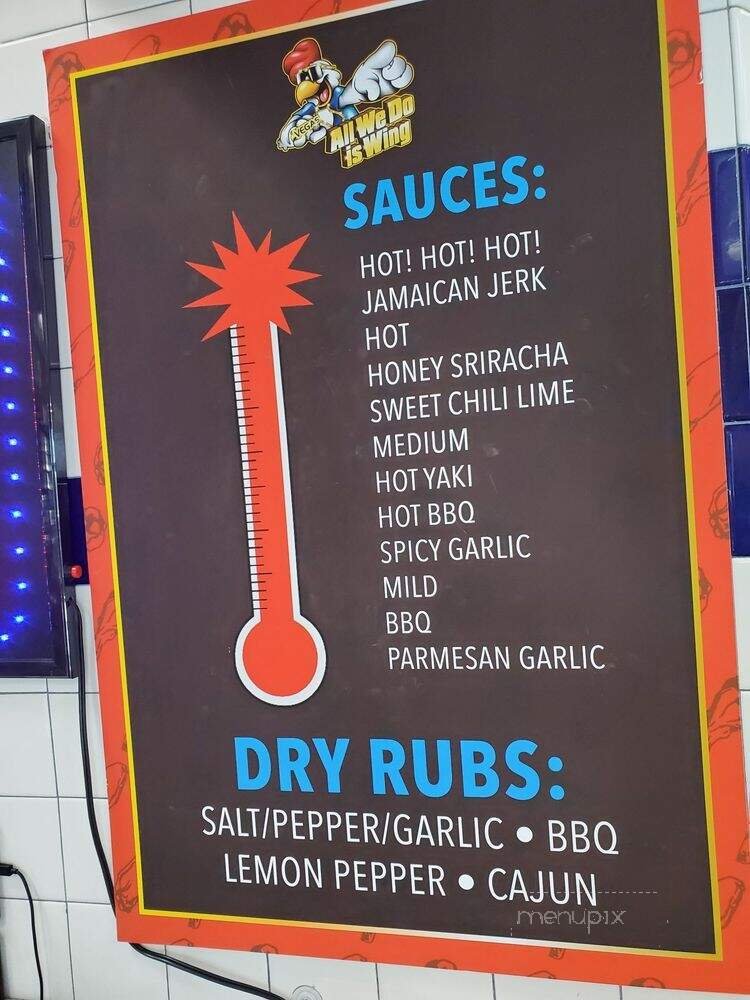 VEGAS
All We Do
is Wing
SAUCES:
HOT! HOT! HOT!
JAMAICAN JERK
HOT
HONEY SRIRACHA
SWEET CHILI LIME
MEDIUM
HOT YAKI
HOT BBQ
SPICY GARLIC
MILD
BBQ
PARMESAN GARLIC
DRY RUBS:
SALT/PEPPER/GARLIC • BBQ
LEMON PEPPER • CAJUN
menupix